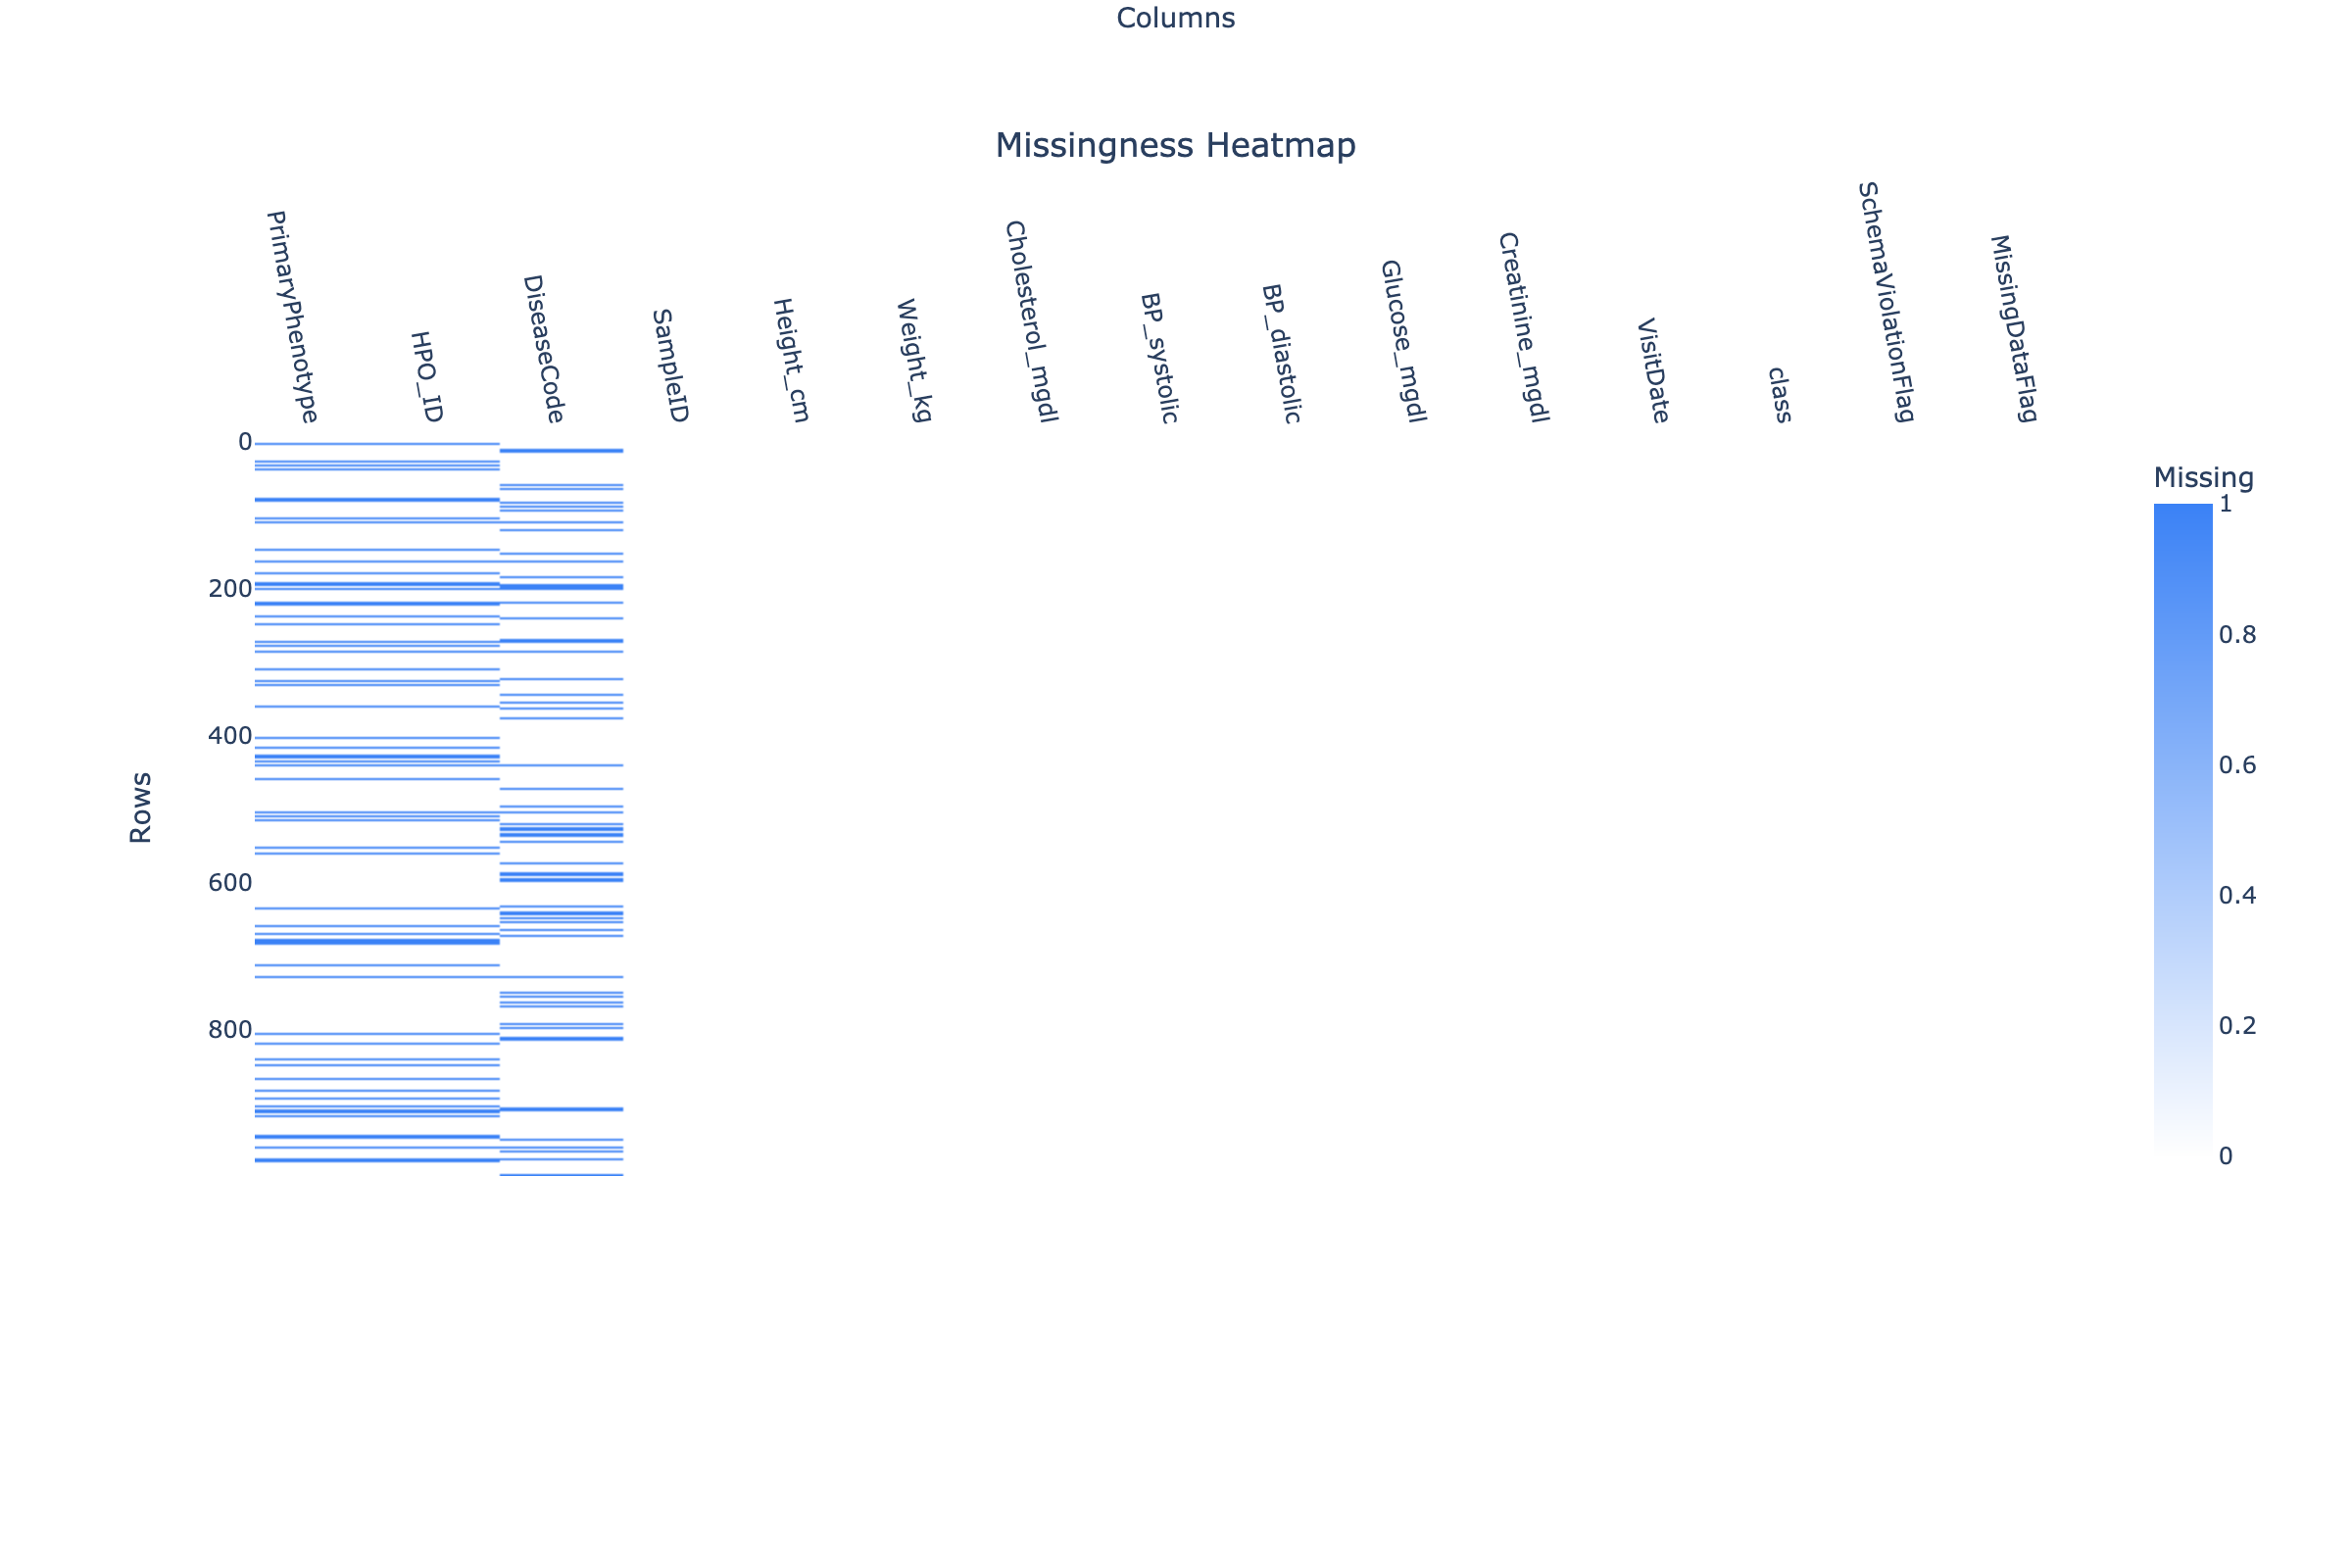 Columns
Missingness Heatmap
PrimaryPhenotype
HPO_ID
DiseaseCode
SampleID
Height_cm
Weight_kg
Cholesterol_mgdl
BP_systolic
BP_diastolic
Glucose_mgdl
Creatinine_mgdl
VisitDate
class
SchemaViolationFlag
MissingDataFlag
0
200
400
600
800
Rows
Missing
1
0.8
0.6
0.4
0.2
0